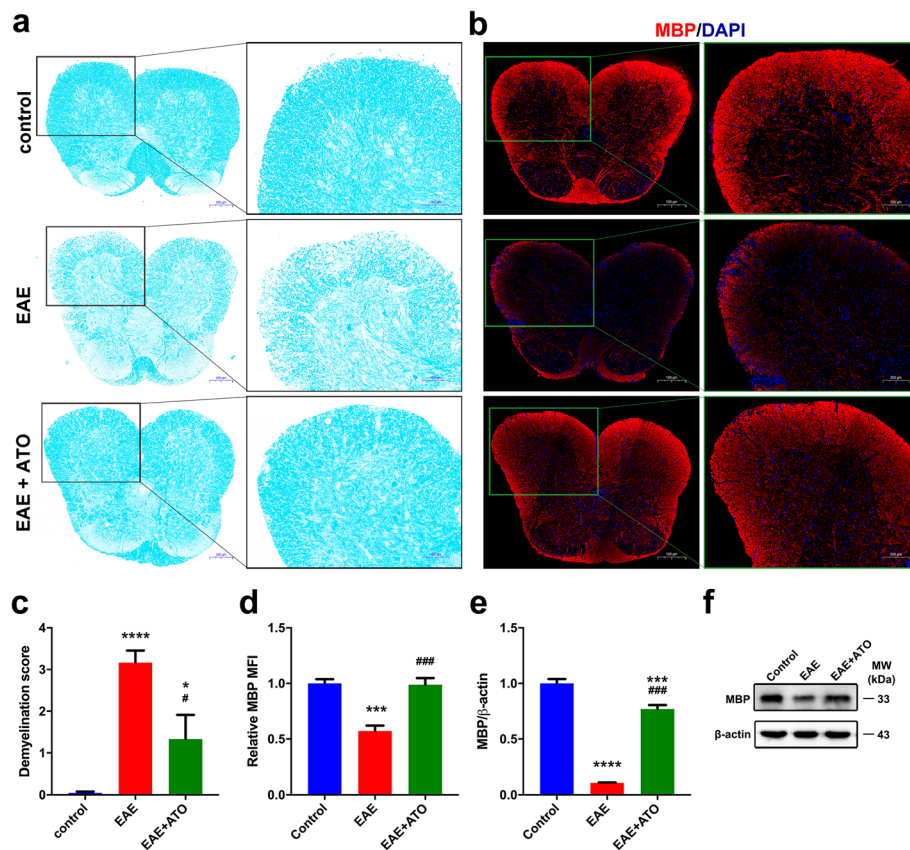 a
b
MBP/DAPI
control
EAE
EAE + ATO
c
d
e
f
Demyelination score
4
3
2
1
0
****
*
#
control
EAE
EAE+ATO
Relative MBP MFI
1.5
1.0
0.5
0.0
***
###
Control
EAE
EAE+ATO
MBP/β-actin
1.5
1.0
0.5
0.0
****
***
###
Control
EAE
EAE+ATO
Control
EAE
EAE+ATO
MW
(kDa)
MBP
33
β-actin
43